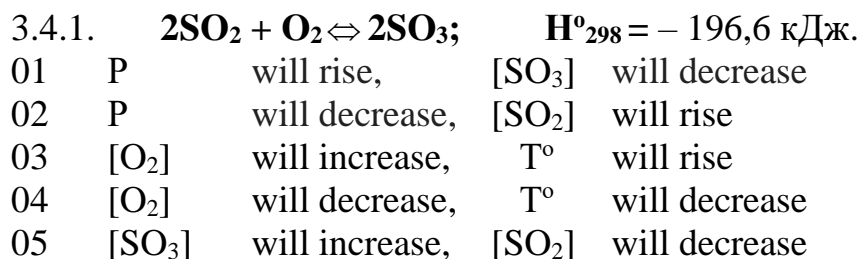 3.4.1. 2SO₂ + O₂ ⇔ 2SO₃; Hº₂₉₈ = – 196,6 кДж.
01 P will rise, [SO₃] will decrease
02 P will decrease, [SO₂] will rise
03 [O₂] will increase, Tº will rise
04 [O₂] will decrease, Tº will decrease
05 [SO₃] will increase, [SO₂] will decrease